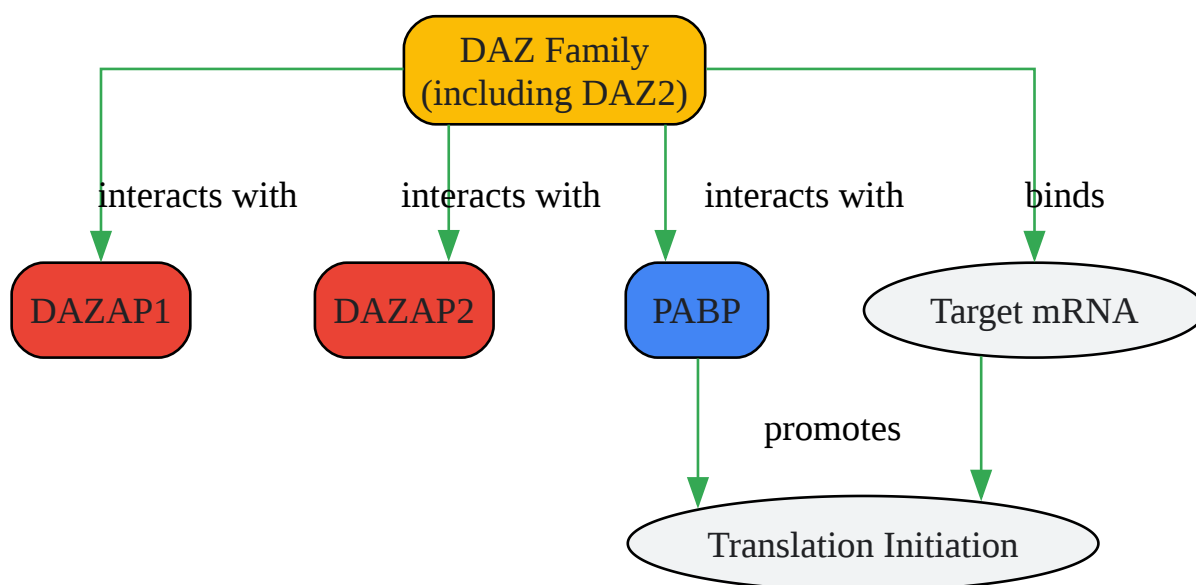 DAZ Family
(including DAZ2)
interacts with
interacts with
interacts with
binds
DAZAP1
DAZAP2
PABP
Target mRNA
promotes
Translation Initiation